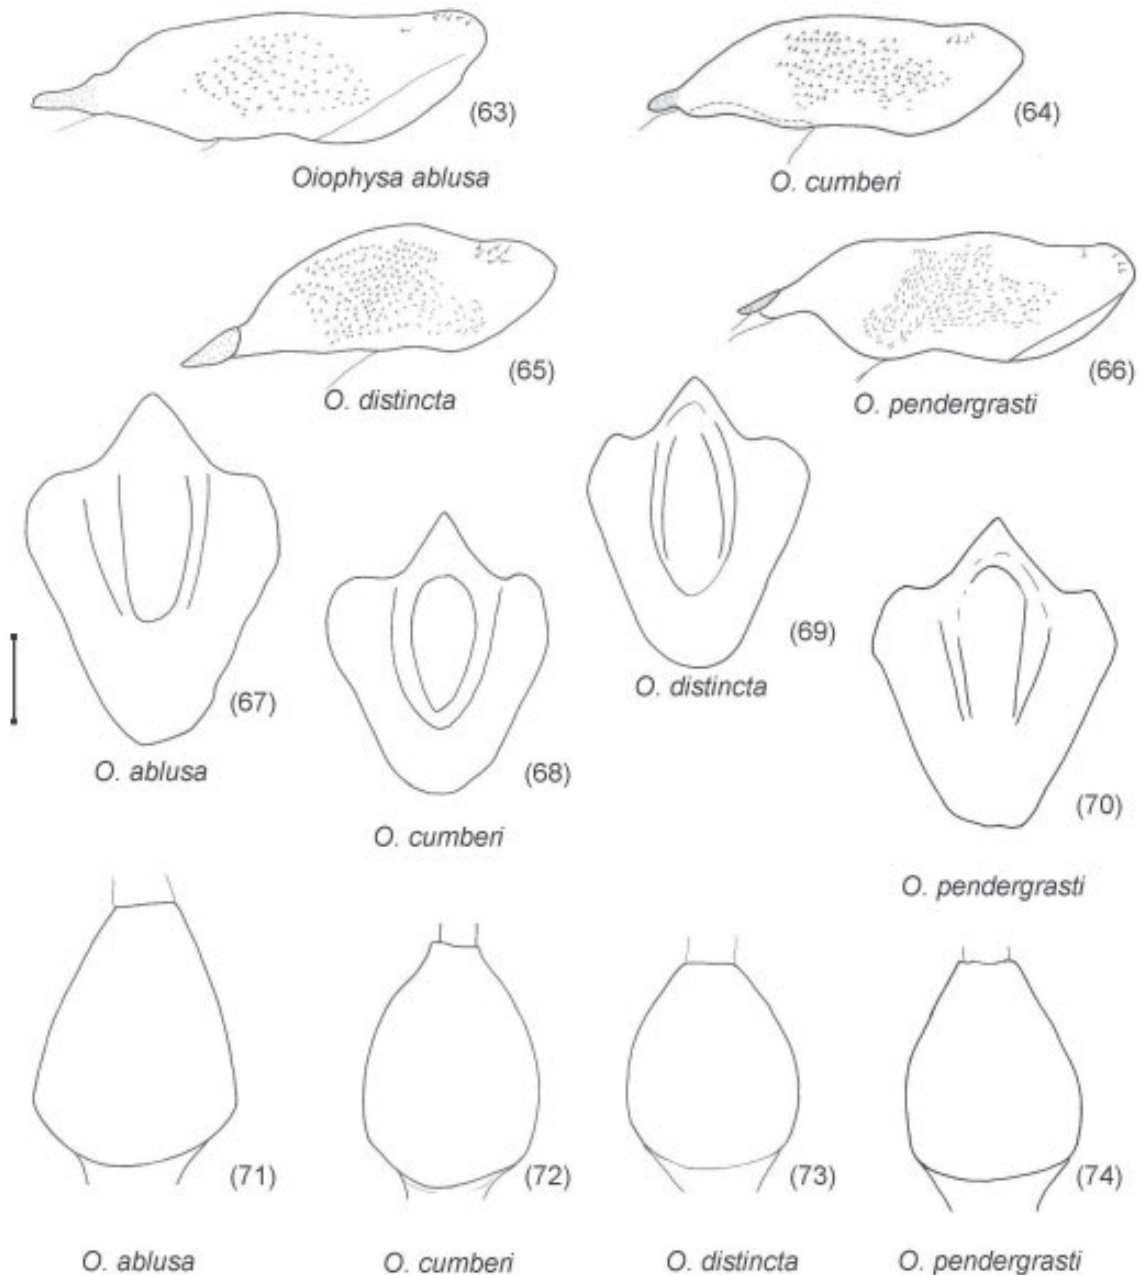 (63)
Oiophysa ablusa
(64)
O. cumberi
(65)
O. distincta
(66)
O. pendergrasti
(67)
O. ablusa
(68)
O. cumberi
(69)
O. distincta
(70)
O. pendergrasti
(71)
(72)
(73)
(74)
O. ablusa
O. cumberi
O. distincta
O. pendergrasti